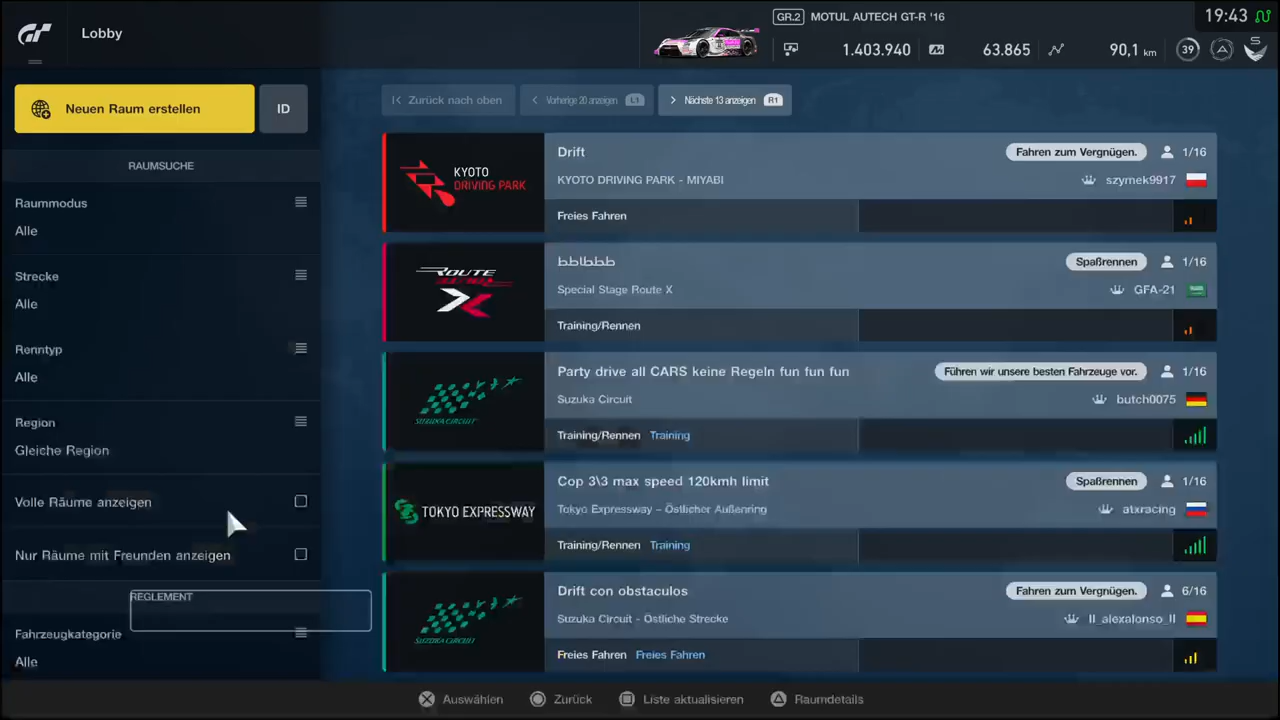 Lobby
GR.2 MOTUL AUTECH GT-R '16
19:43
1.403.940
63.865
90,1 km
39
A
S
Neuen Raum erstellen
ID
RAUMSUCHE
Raummodus
Alle
Strecke
Alle
Renntyp
Alle
Region
Gleiche Region
Volle Räume anzeigen
Nur Räume mit Freunden anzeigen
REGLEMENT
Fahrzeugkategorie
Alle
Zurück nach oben
Vorherige 20 anzeigen L1
Nächste 13 anzeigen R1
KYOTO
DRIVING PARK
Drift
Fahren zum Vergnügen.
1/16
KYOTO DRIVING PARK - MIYABI
szymek9917
Freies Fahren
ROUTE
X
ططظاطط
Spaßrennen
1/16
Special Stage Route X
GFA-21
Training/Rennen
SUZUKA CIRCUIT
Party drive all CARS keine Regeln fun fun fun
Führen wir unsere besten Fahrzeuge vor.
1/16
Suzuka Circuit
butch0075
Training/Rennen Training
TOKYO EXPRESSWAY
Cop 3\3 max speed 120kmh limit
Spaßrennen
1/16
Tokyo Expressway – Östlicher Außenring
atxracing
Training/Rennen Training
SUZUKA CIRCUIT
Drift con obstaculos
Fahren zum Vergnügen.
6/16
Suzuka Circuit - Östliche Strecke
II_alexalonso_II
Freies Fahren Freies Fahren
Auswählen
Zurück
Liste aktualisieren
Raumdetails